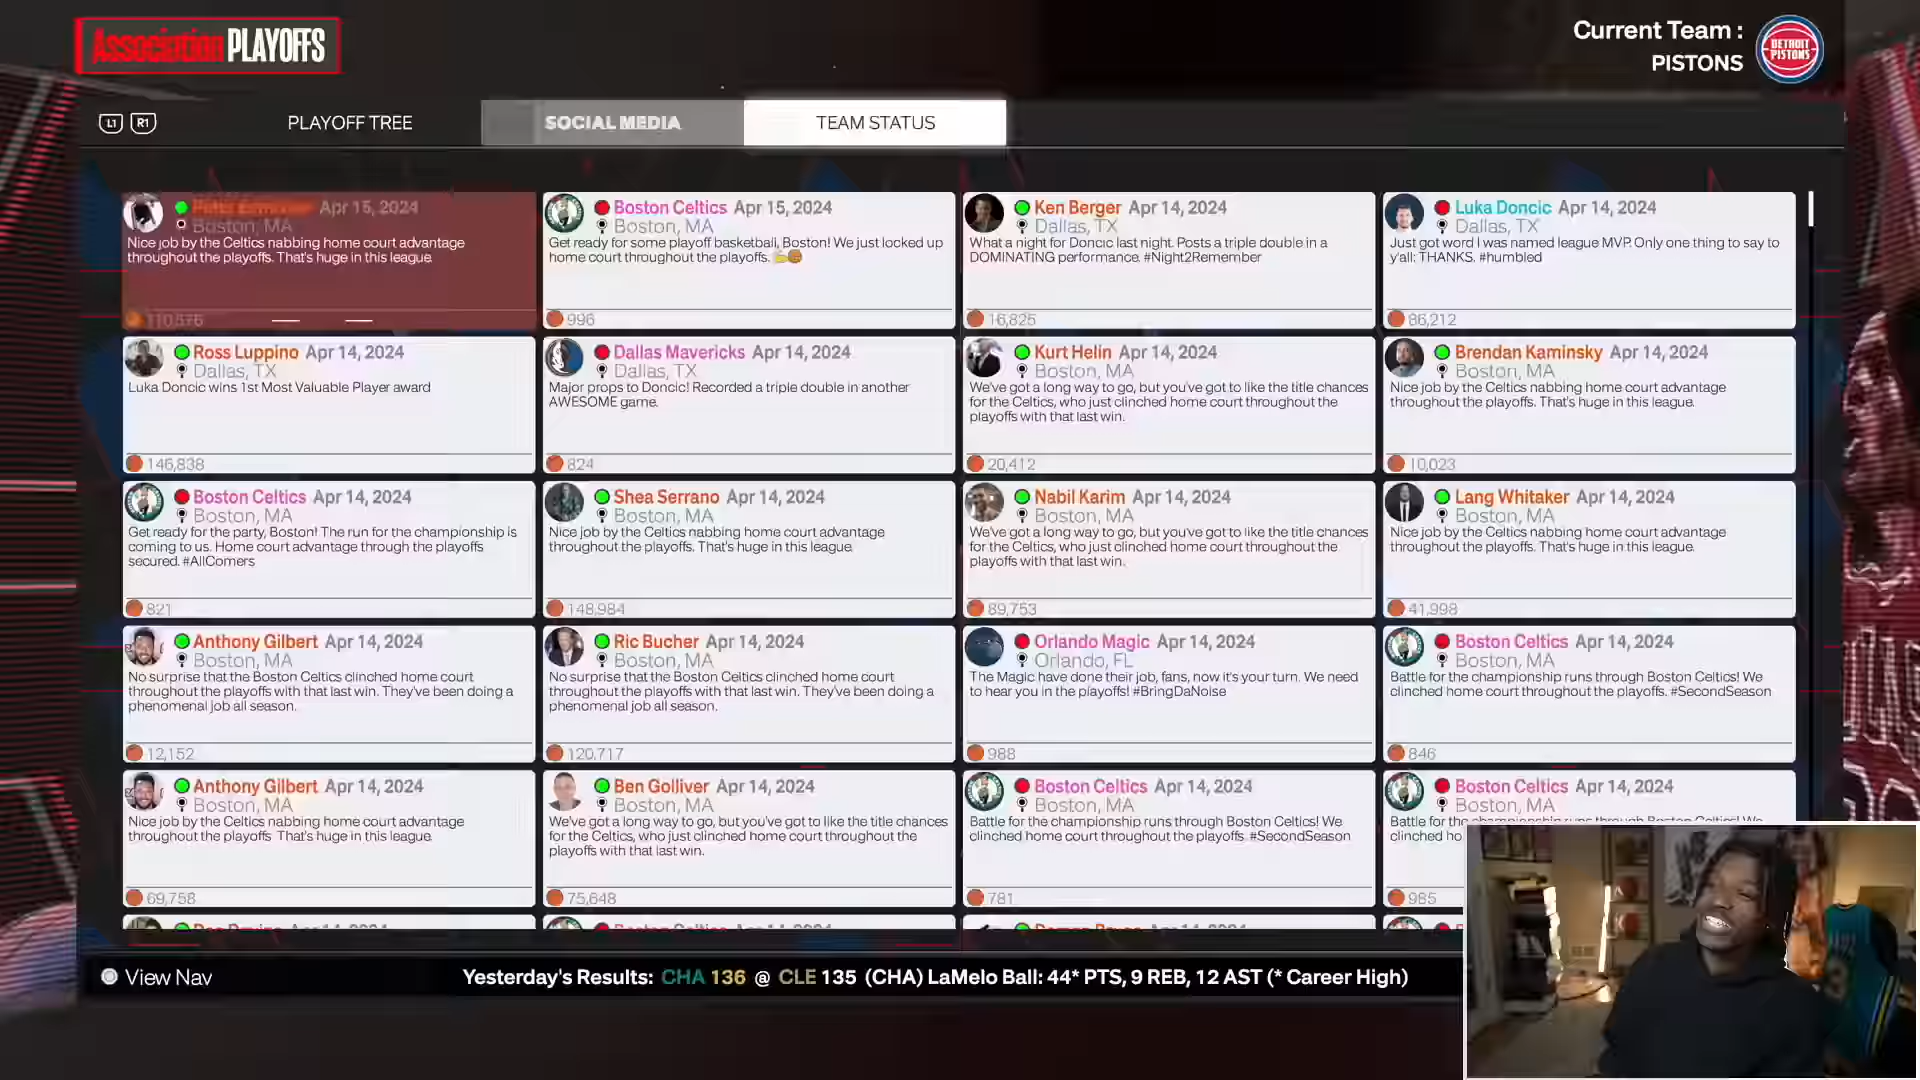 Association PLAYOFFS
Current Team :
PISTONS
DETROIT
PISTONS
L1 R1
PLAYOFF TREE
SOCIAL MEDIA
TEAM STATUS
Apr 15, 2024
Boston, MA
Nice job by the Celtics nabbing home court advantage
throughout the playoffs. That's huge in this league.
110,576
Boston Celtics Apr 15, 2024
Boston, MA
Get ready for some playoff basketball, Boston! We just locked up
home court throughout the playoffs.
996
Ken Berger Apr 14, 2024
Dallas, TX
What a night for Doncic last night. Posts a triple double in a
DOMINATING performance. #Night2Remember
16,825
Luka Doncic Apr 14, 2024
Dallas, TX
Just got word I was named league MVP. Only one thing to say to
y'all: THANKS. #humbled
86,212
Ross Luppino Apr 14, 2024
Dallas, TX
Luka Doncic wins 1st Most Valuable Player award
146,838
Dallas Mavericks Apr 14, 2024
Dallas, TX
Major props to Doncic! Recorded a triple double in another
AWESOME game.
824
Kurt Helin Apr 14, 2024
Boston, MA
We've got a long way to go, but you've got to like the title chances
for the Celtics, who just clinched home court throughout the
playoffs with that last win.
20,412
Brendan Kaminsky Apr 14, 2024
Boston, MA
Nice job by the Celtics nabbing home court advantage
throughout the playoffs. That's huge in this league.
10,023
Boston Celtics Apr 14, 2024
Boston, MA
Get ready for the party, Boston! The run for the championship is
coming to us. Home court advantage through the playoffs
secured. #AllComers
821
Shea Serrano Apr 14, 2024
Boston, MA
Nice job by the Celtics nabbing home court advantage
throughout the playoffs. That's huge in this league.
148,984
Nabil Karim Apr 14, 2024
Boston, MA
We've got a long way to go, but you've got to like the title chances
for the Celtics, who just clinched home court throughout the
playoffs with that last win.
89,753
Lang Whitaker Apr 14, 2024
Boston, MA
Nice job by the Celtics nabbing home court advantage
throughout the playoffs. That's huge in this league.
41,998
Anthony Gilbert Apr 14, 2024
Boston, MA
No surprise that the Boston Celtics clinched home court
throughout the playoffs with that last win. They've been doing a
phenomenal job all season.
12,152
Ric Bucher Apr 14, 2024
Boston, MA
No surprise that the Boston Celtics clinched home court
throughout the playoffs with that last win. They've been doing a
phenomenal job all season.
120,717
Orlando Magic Apr 14, 2024
Orlando, FL
The Magic have done their job, fans, now it's your turn. We need
to hear you in the playoffs! #BringDaNoise
988
Boston Celtics Apr 14, 2024
Boston, MA
Battle for the championship runs through Boston Celtics! We
clinched home court throughout the playoffs. #SecondSeason
846
Anthony Gilbert Apr 14, 2024
Boston, MA
Nice job by the Celtics nabbing home court advantage
throughout the playoffs. That's huge in this league.
69,758
Ben Golliver Apr 14, 2024
Boston, MA
We've got a long way to go, but you've got to like the title chances
for the Celtics, who just clinched home court throughout the
playoffs with that last win.
75,648
Boston Celtics Apr 14, 2024
Boston, MA
Battle for the championship runs through Boston Celtics! We
clinched home court throughout the playoffs. #SecondSeason
781
Boston Celtics Apr 14, 2024
Boston, MA
Battle for the championship runs through Boston Celtics! We
clinched ho
985
Boston Celtics Apr 14, 2024
View Nav
Yesterday's Results: CHA 136 @ CLE 135 (CHA) LaMelo Ball: 44* PTS, 9 REB, 12 AST (* Career High)